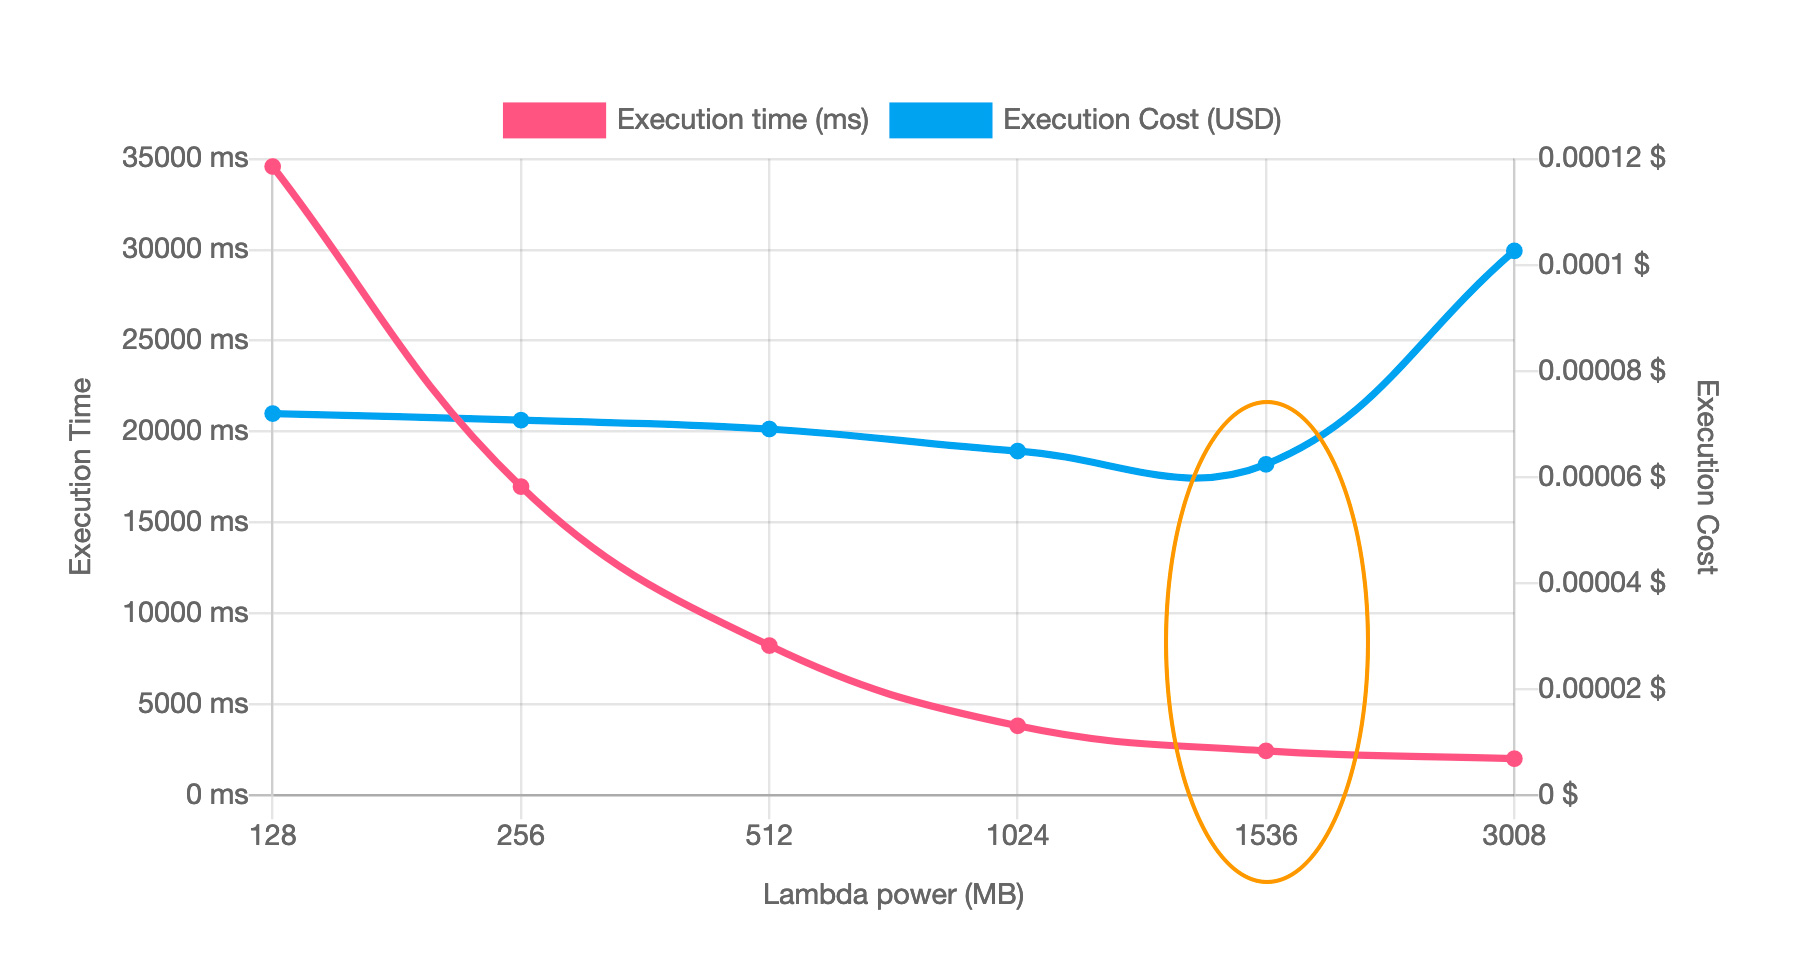 Execution time (ms) Execution Cost (USD)
35000 ms
30000 ms
25000 ms
20000 ms
15000 ms
10000 ms
5000 ms
0 ms
Execution Time
0.00012 $
0.0001 $
0.00008 $
0.00006 $
0.00004 $
0.00002 $
0 $
Execution Cost
128 256 512 1024 1536 3008
Lambda power (MB)